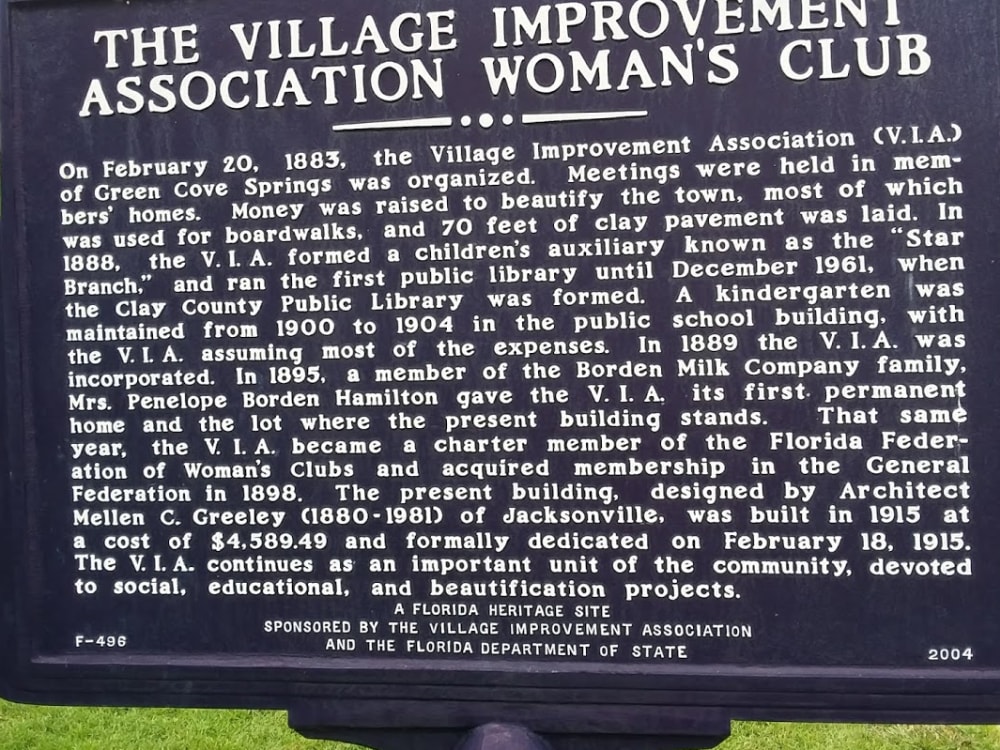 THE VILLAGE IMPROVEMENT
ASSOCIATION WOMAN'S CLUB
On February 20, 1883, the Village Improvement Association (V.I.A.)
of Green Cove Springs was organized. Meetings were held in mem-
bers' homes. Money was raised to beautify the town, most of which
was used for boardwalks, and 70 feet of clay pavement was laid. In
1888, the V.I.A. formed a children's auxiliary known as the "Star
Branch," and ran the first public library until December 1961, when
the Clay County Public Library was formed. A kindergarten was
maintained from 1900 to 1904 in the public school building, with
the V.I.A. assuming most of the expenses. In 1889 the V.I.A. was
incorporated. In 1895, a member of the Borden Milk Company family,
Mrs. Penelope Borden Hamilton gave the V.I.A. its first permanent
home and the lot where the present building stands. That same
year, the V.I.A. became a charter member of the Florida Feder-
ation of Woman's Clubs and acquired membership in the General
Federation in 1898. The present building, designed by Architect
Mellen C. Greeley (1880-1981) of Jacksonville, was built in 1915 at
a cost of $4,589.49 and formally dedicated on February 18, 1915.
The V.I.A. continues as an important unit of the community, devoted
to social, educational, and beautification projects.
A FLORIDA HERITAGE SITE
SPONSORED BY THE VILLAGE IMPROVEMENT ASSOCIATION
AND THE FLORIDA DEPARTMENT OF STATE
F-496
2004